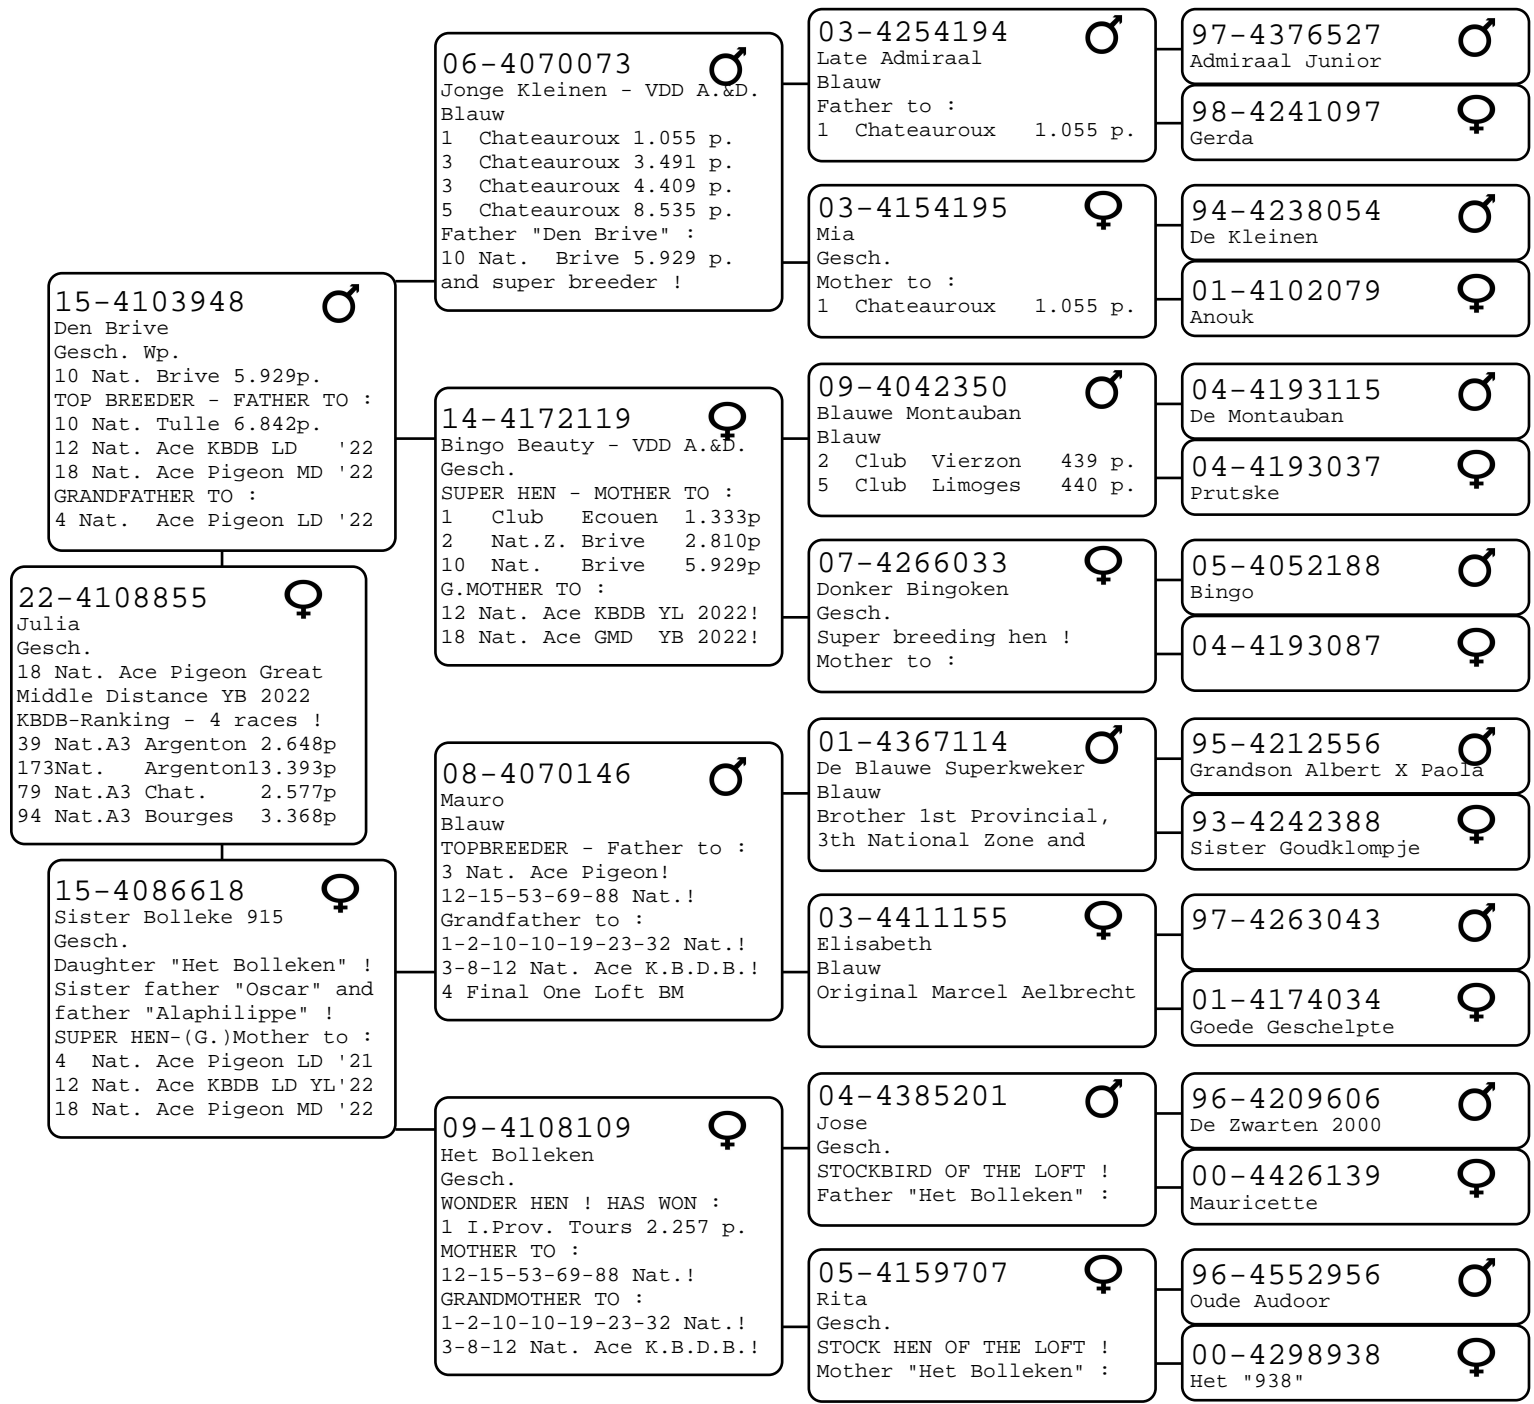 22-4108855
Julia
Gesch.
18 Nat. Ace Pigeon Great
Middle Distance YB 2022
KBDB-Ranking - 4 races !
39 Nat.A3 Argenton 2.648p
173Nat.   Argenton13.393p
79 Nat.A3 Chat.    2.577p
94 Nat.A3 Bourges  3.368p
15-4103948
Den Brive
Gesch. Wp.
10 Nat. Brive 5.929p.
TOP BREEDER - FATHER TO :
10 Nat. Tulle 6.842p.
12 Nat. Ace KBDB LD   '22
18 Nat. Ace Pigeon MD '22
GRANDFATHER TO :
4 Nat.  Ace Pigeon LD '22
15-4086618
Sister Bolleke 915
Gesch.
Daughter "Het Bolleken" !
Sister father "Oscar" and
father "Alaphilippe" !
SUPER HEN-(G.)Mother to :
4  Nat. Ace Pigeon LD '21
12 Nat. Ace KBDB LD YL'22
18 Nat. Ace Pigeon MD '22
06-4070073
Jonge Kleinen - VDD A.&D.
Blauw
1  Chateauroux 1.055 p.
3  Chateauroux 3.491 p.
3  Chateauroux 4.409 p.
5  Chateauroux 8.535 p.
Father "Den Brive" :
10 Nat.  Brive 5.929 p.
and super breeder !
14-4172119
Bingo Beauty - VDD A.&D.
Gesch.
SUPER HEN - MOTHER TO :
1   Club   Ecouen  1.333p
2   Nat.Z. Brive   2.810p
10  Nat.   Brive   5.929p
G.MOTHER TO :
12 Nat. Ace KBDB YL 2022!
18 Nat. Ace GMD  YB 2022!
08-4070146
Mauro
Blauw
TOPBREEDER - Father to :
3 Nat. Ace Pigeon!
12-15-53-69-88 Nat.!
Grandfather to :
1-2-10-10-19-23-32 Nat.!
3-8-12 Nat. Ace K.B.D.B.!
4 Final One Loft BM
09-4108109
Het Bolleken
Gesch.
WONDER HEN ! HAS WON :
1 I.Prov. Tours 2.257 p.
MOTHER TO :
12-15-53-69-88 Nat.!
GRANDMOTHER TO :
1-2-10-10-19-23-32 Nat.!
3-8-12 Nat. Ace K.B.D.B.!
03-4254194
Late Admiraal
Blauw
Father to :
1  Chateauroux   1.055 p.
03-4154195
Mia
Gesch.
Mother to :
1  Chateauroux   1.055 p.
09-4042350
Blauwe Montauban
Blauw
2  Club  Vierzon   439 p.
5  Club  Limoges   440 p.
07-4266033
Donker Bingoken
Gesch.
Super breeding hen !
Mother to :
01-4367114
De Blauwe Superkweker
Blauw
Brother 1st Provincial,
3th National Zone and
03-4411155
Elisabeth
Blauw
Original Marcel Aelbrecht
04-4385201
Jose
Gesch.
STOCKBIRD OF THE LOFT !
Father "Het Bolleken" :
05-4159707
Rita
Gesch.
STOCK HEN OF THE LOFT !
Mother "Het Bolleken" :
97-4376527
Admiraal Junior
98-4241097
Gerda
94-4238054
De Kleinen
01-4102079
Anouk
04-4193115
De Montauban
04-4193037
Prutske
05-4052188
Bingo
04-4193087
95-4212556
Grandson Albert X Paola
93-4242388
Sister Goudklompje
97-4263043
01-4174034
Goede Geschelpte
96-4209606
De Zwarten 2000
00-4426139
Mauricette
96-4552956
Oude Audoor
00-4298938
Het "938"